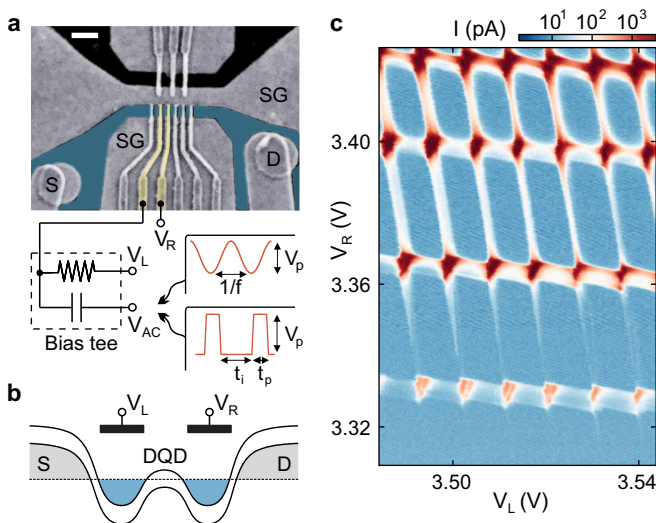 a
SG
SG
S
D
V_R
V_L
V_AC
Bias tee
V_p
1/f
V_p
t_i
t_p
b
V_L
V_R
S
DQD
D
c
I (pA)
10^1
10^2
10^3
V_R (V)
3.40
3.36
3.32
3.50
3.54
V_L (V)